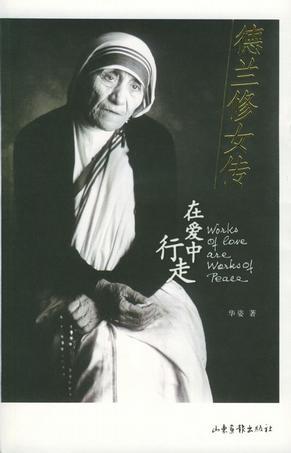 德兰修女传
在爱中
行走
Works
of love
are
Works Of
Peace
华姿 著
山东画报出版社